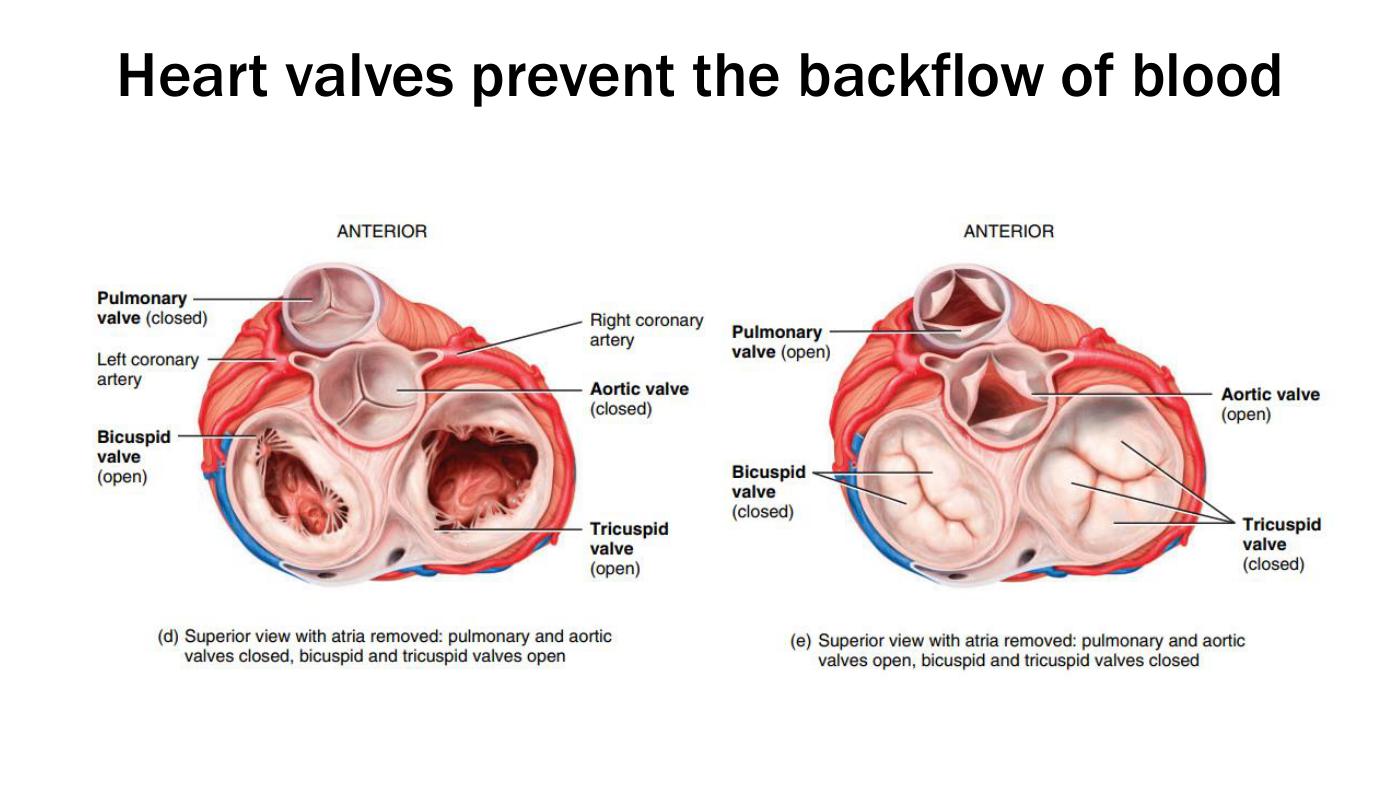 Heart valves prevent the backflow of blood
ANTERIOR
Pulmonary
valve (closed)
Left coronary
artery
Bicuspid
valve
(open)
Right coronary
artery
Aortic valve
(closed)
Tricuspid
valve
(open)
(d) Superior view with atria removed: pulmonary and aortic
valves closed, bicuspid and tricuspid valves open
ANTERIOR
Pulmonary
valve (open)
Bicuspid
valve
(closed)
Aortic valve
(open)
Tricuspid
valve
(closed)
(e) Superior view with atria removed: pulmonary and aortic
valves open, bicuspid and tricuspid valves closed